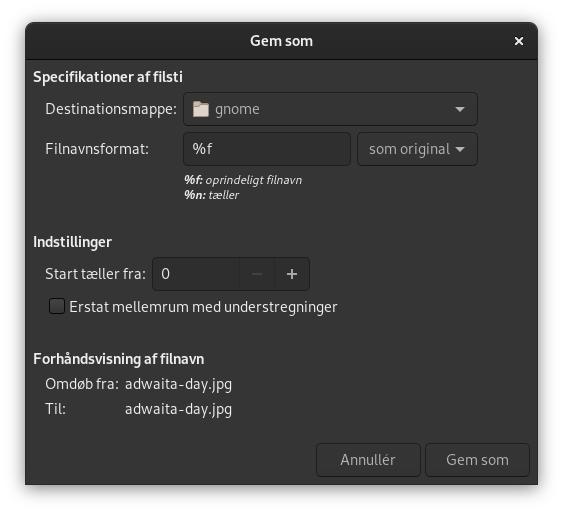 Gem som
Specifikationer af filsti
Destinationsmappe: gnome
Filnavnsformat: %f som original
%f: oprindeligt filnavn
%n: tæller
Indstillinger
Start tæller fra: 0
Erstat mellemrum med understregninger
Forhåndsvisning af filnavn
Omdøb fra: adwaita-day.jpg
Til: adwaita-day.jpg
Annullér Gem som